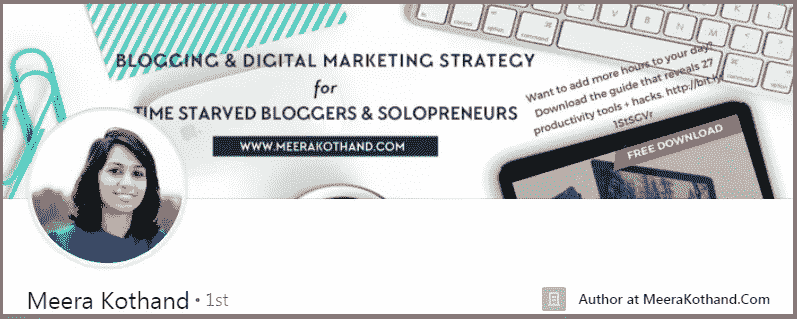 BLOGGING & DIGITAL MARKETING STRATEGY
for
TIME STARVED BLOGGERS & SOLOPRENEURS
WWW.MEERAKOTHAND.COM
Want to add more hours to your day?
Download the guide that reveals 27
productivity tools + hacks. http://bit.ly/
1StSGVr
FREE DOWNLOAD
Meera Kothand • 1st
Author at MeeraKothand.Com